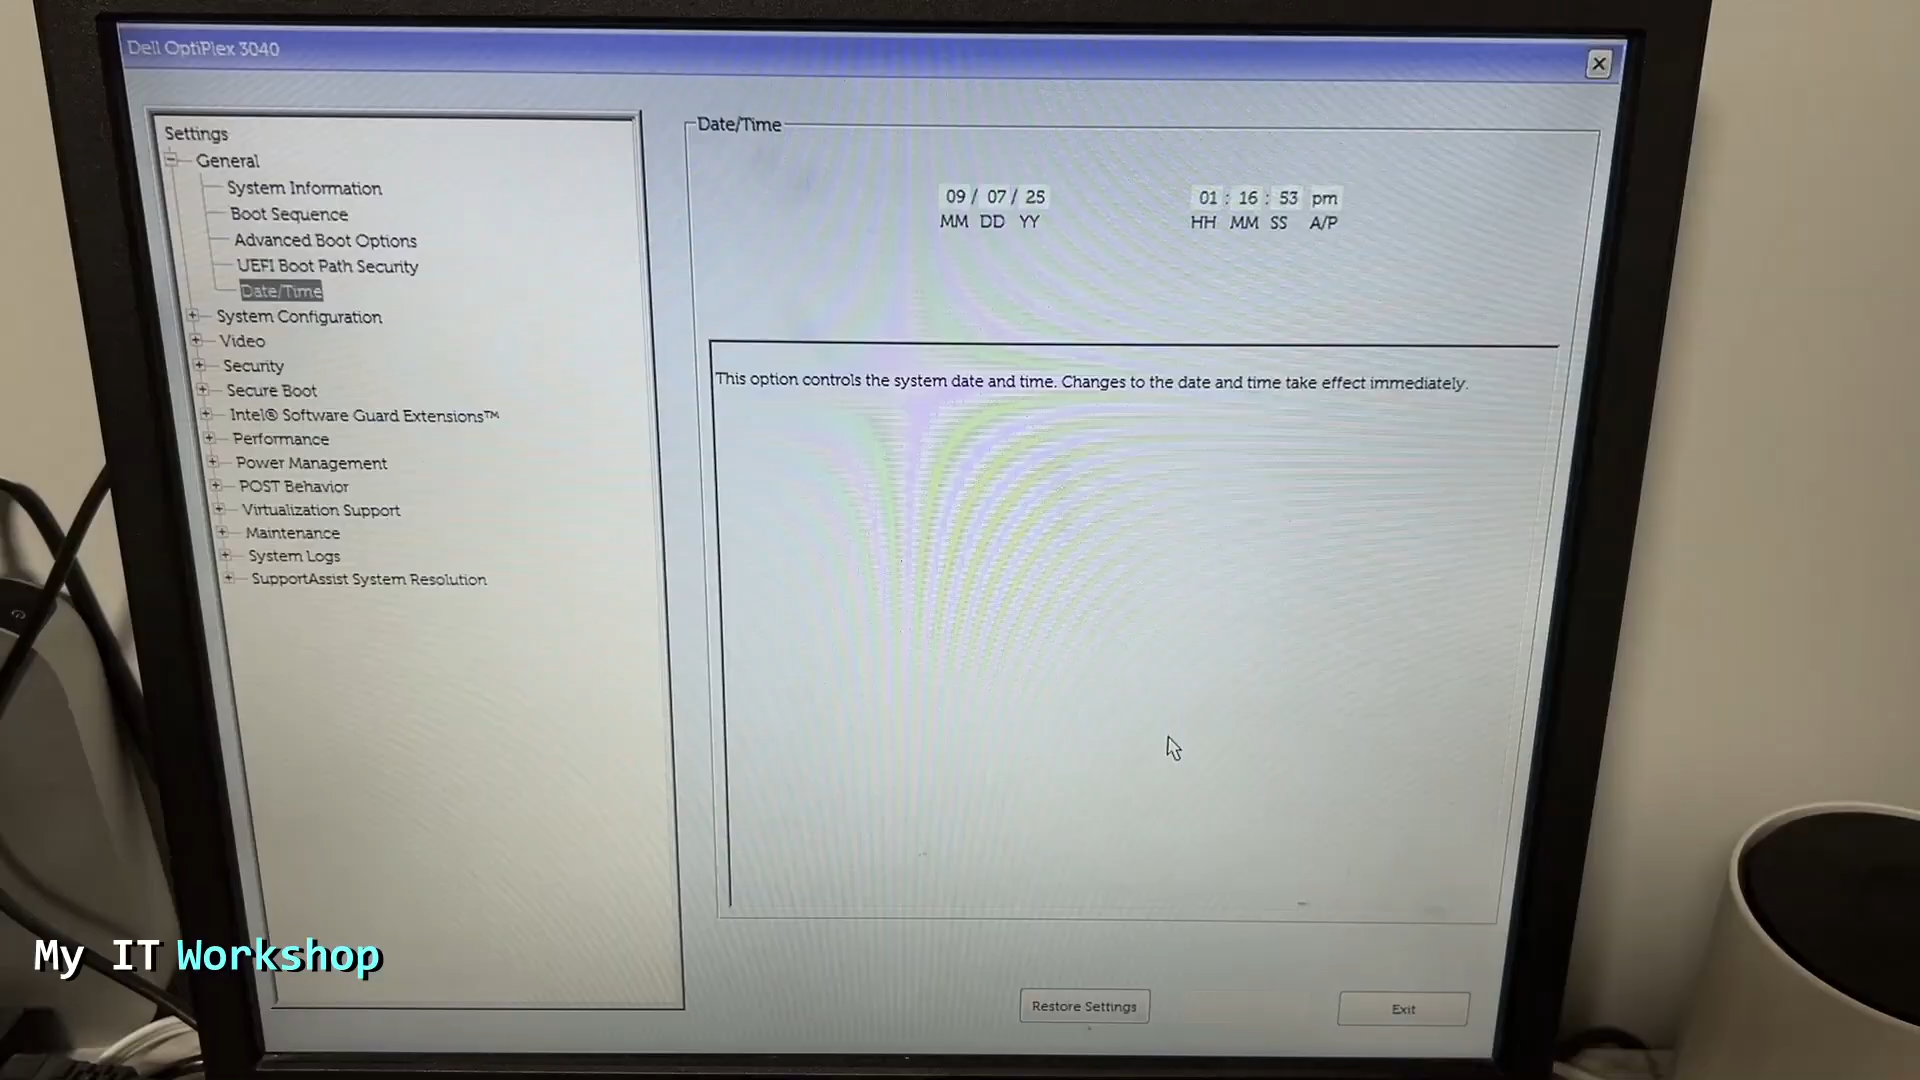 Dell OptiPlex 3040
Settings
General
System Information
Boot Sequence
Advanced Boot Options
UEFI Boot Path Security
Date/Time
System Configuration
Video
Security
Secure Boot
Intel® Software Guard Extensions™
Performance
Power Management
POST Behavior
Virtualization Support
Maintenance
System Logs
SupportAssist System Resolution
Date/Time
09 / 07 / 25
MM DD YY
01 : 16 : 53 pm
HH MM SS A/P
This option controls the system date and time. Changes to the date and time take effect immediately.
Restore Settings
Exit
My IT Workshop